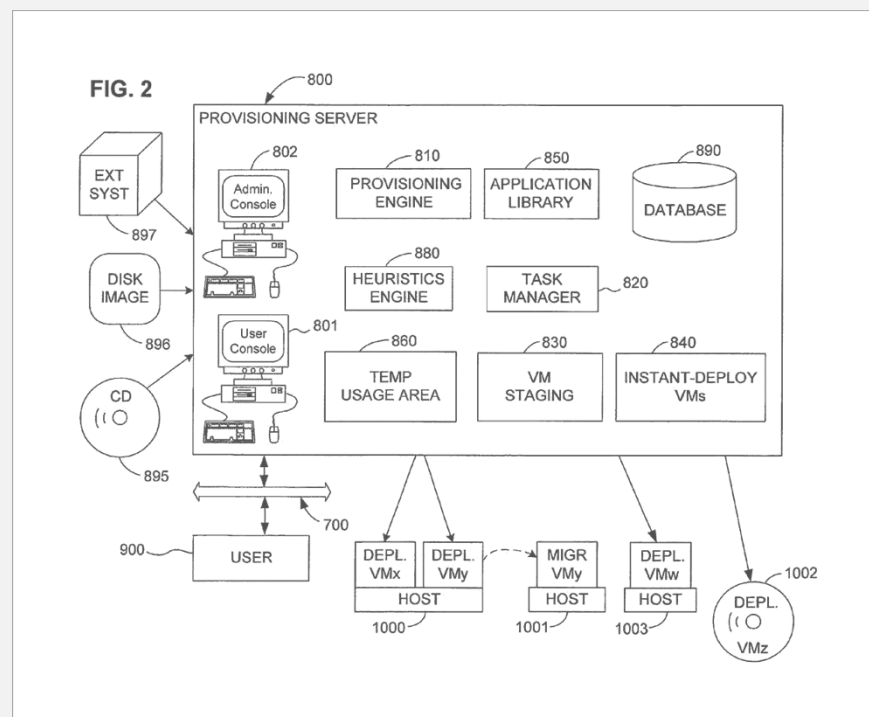 FIG. 2
800
PROVISIONING SERVER
EXT
SYST
897
802
Admin.
Console
810
PROVISIONING
ENGINE
850
APPLICATION
LIBRARY
890
DATABASE
DISK
IMAGE
896
880
HEURISTICS
ENGINE
TASK
MANAGER
820
User
Console
801
CD
895
860
TEMP
USAGE AREA
830
VM
STAGING
840
INSTANT-DEPLOY
VMs
700
900
USER
DEPL.
VMx
DEPL.
VMy
HOST
1000
MIGR
VMy
HOST
1001
DEPL.
VMw
HOST
1003
1002
DEPL.
VMz